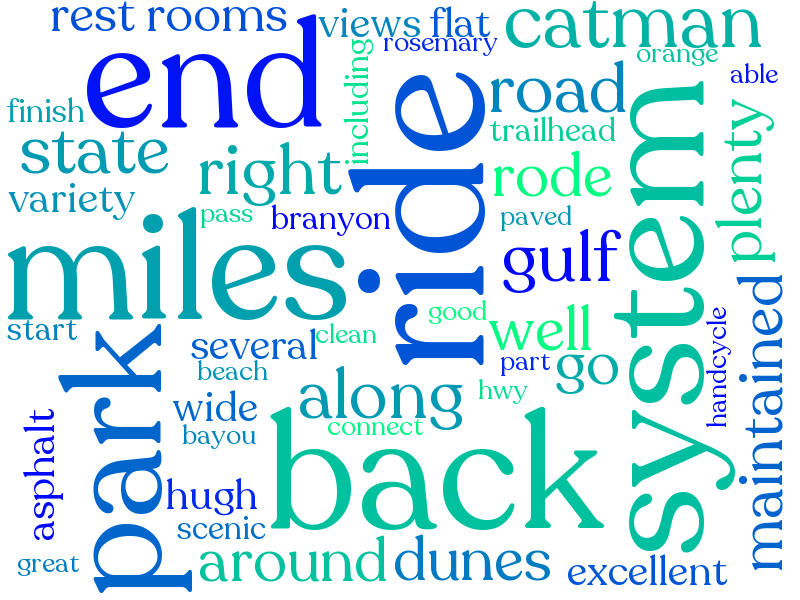 rest rooms
views
flat
catman
end
rosemary
orange
including
able
finish
road
state
trailhead
right
ride
rode
plenty
variety
pass
branyon
paved
system
miles
gulf
start
good
several
clean
well
park
beach
part
go
handcycle
maintained
along
hwy
wide
bayou
connect
back
asphalt
hugh
scenic
great
around
dunes
excellent